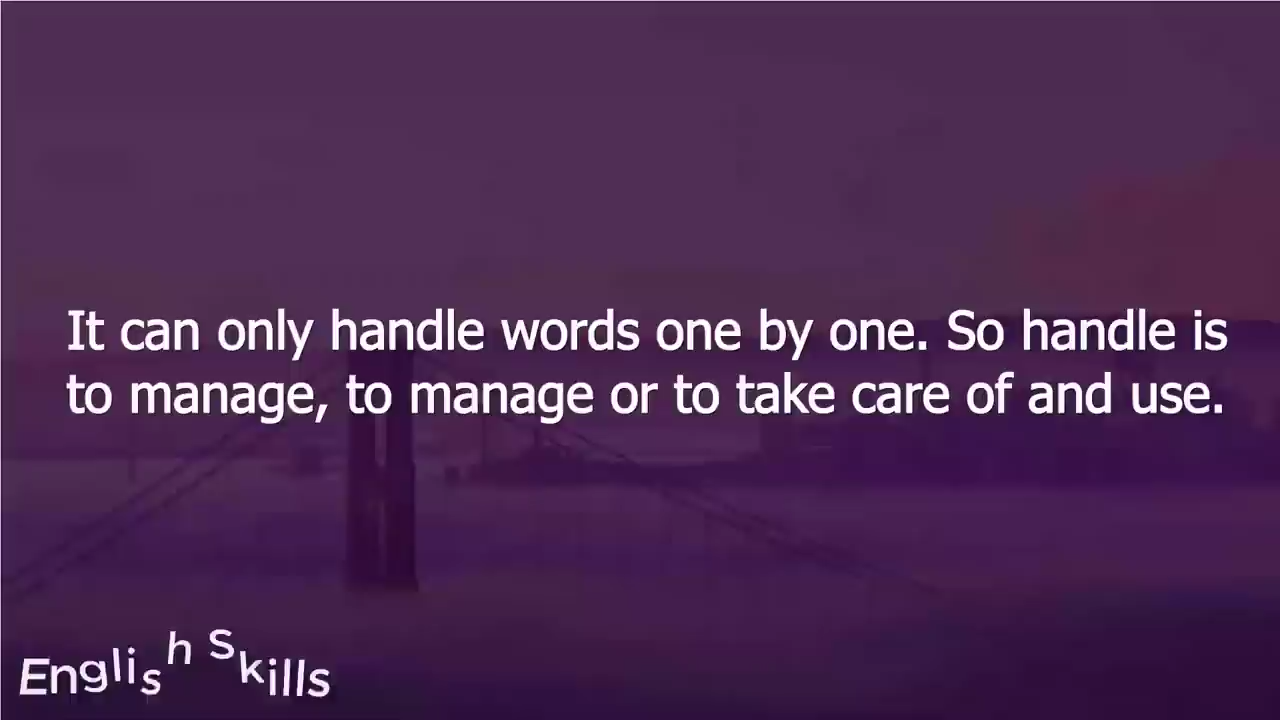 It can only handle words one by one. So handle is
to manage, to manage or to take care of and use.
English Skills